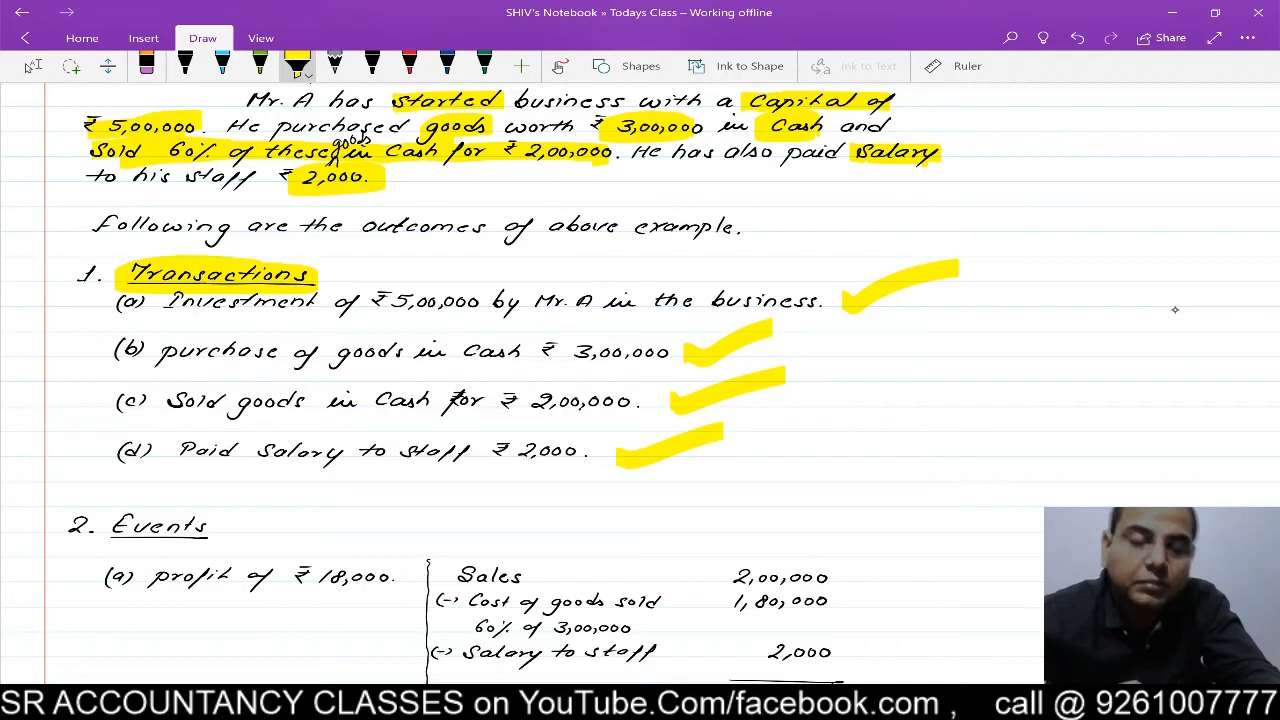 SHIV's Notebook » Todays Class – Working offline
Home Insert Draw View Share
Shapes Ink to Shape Ink to Text Ruler
Mr. A has started business with a Capital of
₹ 5,00,000. He purchased goods worth ₹ 3,00,000 in Cash and
goods
Sold 60% of these in Cash for ₹ 2,00,000. He has also paid Salary
to his staff ₹ 2,000.
Following are the outcomes of above example.
1. Transactions
(a) Investment of ₹ 5,00,000 by Mr. A in the business.
(b) purchase of goods in Cash ₹ 3,00,000
(c) Sold goods in Cash for ₹ 2,00,000.
(d) Paid Salary to staff ₹ 2,000.
2. Events
(a) profit of ₹ 18,000. Sales 2,00,000
(-) Cost of goods sold 1,80,000
60% of 3,00,000
(-) Salary to staff 2,000
SR ACCOUNTANCY CLASSES on YouTube.Com/freecon , call @ 9261007777